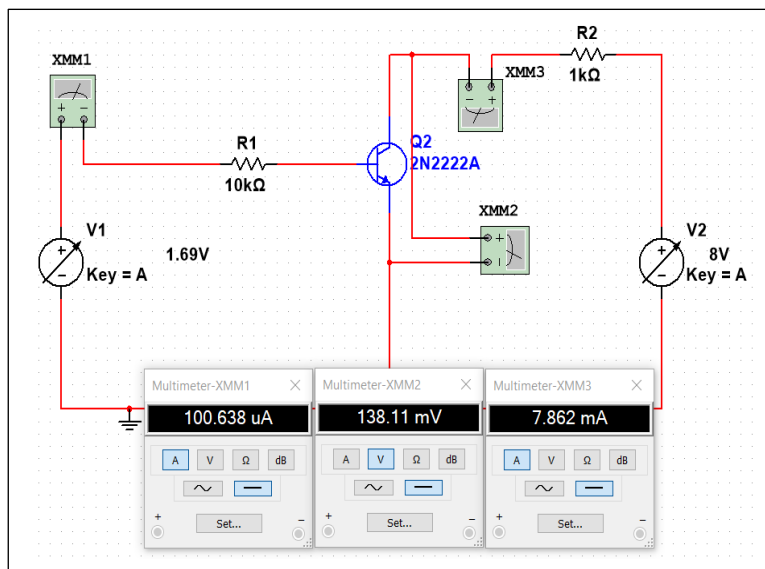 R2
XMM1
XMM3
1kΩ
+ −
− +
R1
Q2
2N2222A
10kΩ
XMM2
+
−
V1
1.69V
V2
8V
+
−
+
−
Key = A
Key = A
Multimeter-XMM1 ×
100.638 uA
A V Ω dB
+ −
Set...
Multimeter-XMM2 ×
138.11 mV
A V Ω dB
+ −
Set...
Multimeter-XMM3 ×
7.862 mA
A V Ω dB
+ −
Set...